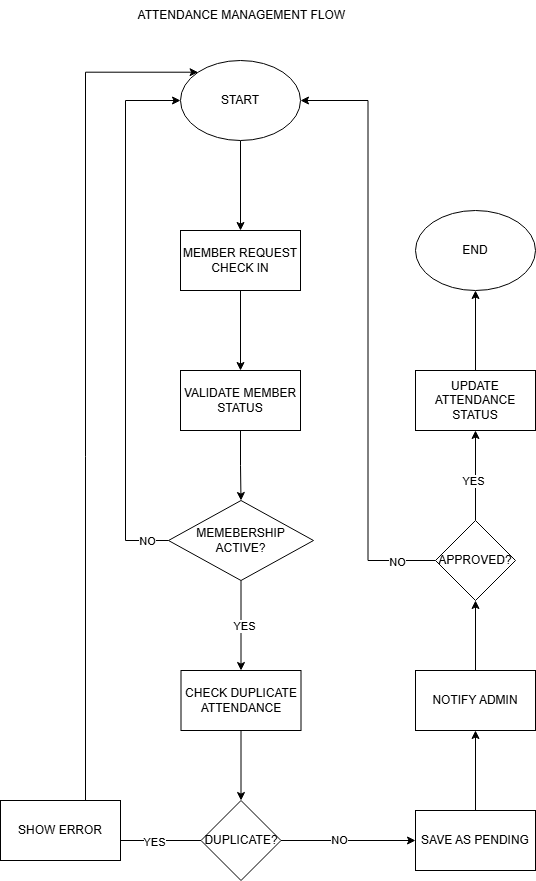 ATTENDANCE MANAGEMENT FLOW
START
MEMBER REQUEST
CHECK IN
END
VALIDATE MEMBER
STATUS
UPDATE
ATTENDANCE
STATUS
YES
MEMEBERSHIP
ACTIVE?
NO
APPROVED?
NO
YES
CHECK DUPLICATE
ATTENDANCE
NOTIFY ADMIN
SHOW ERROR
YES
DUPLICATE?
NO
SAVE AS PENDING